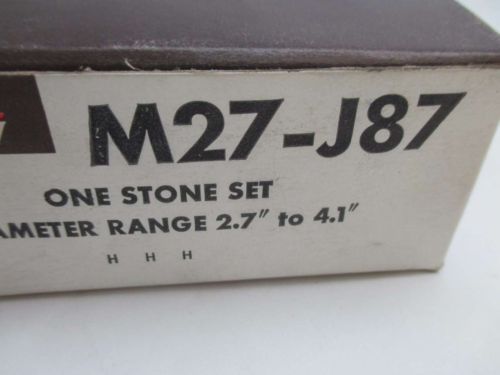 M27-J87
ONE STONE SET
AMETER RANGE 2.7" to 4.1"
H H H